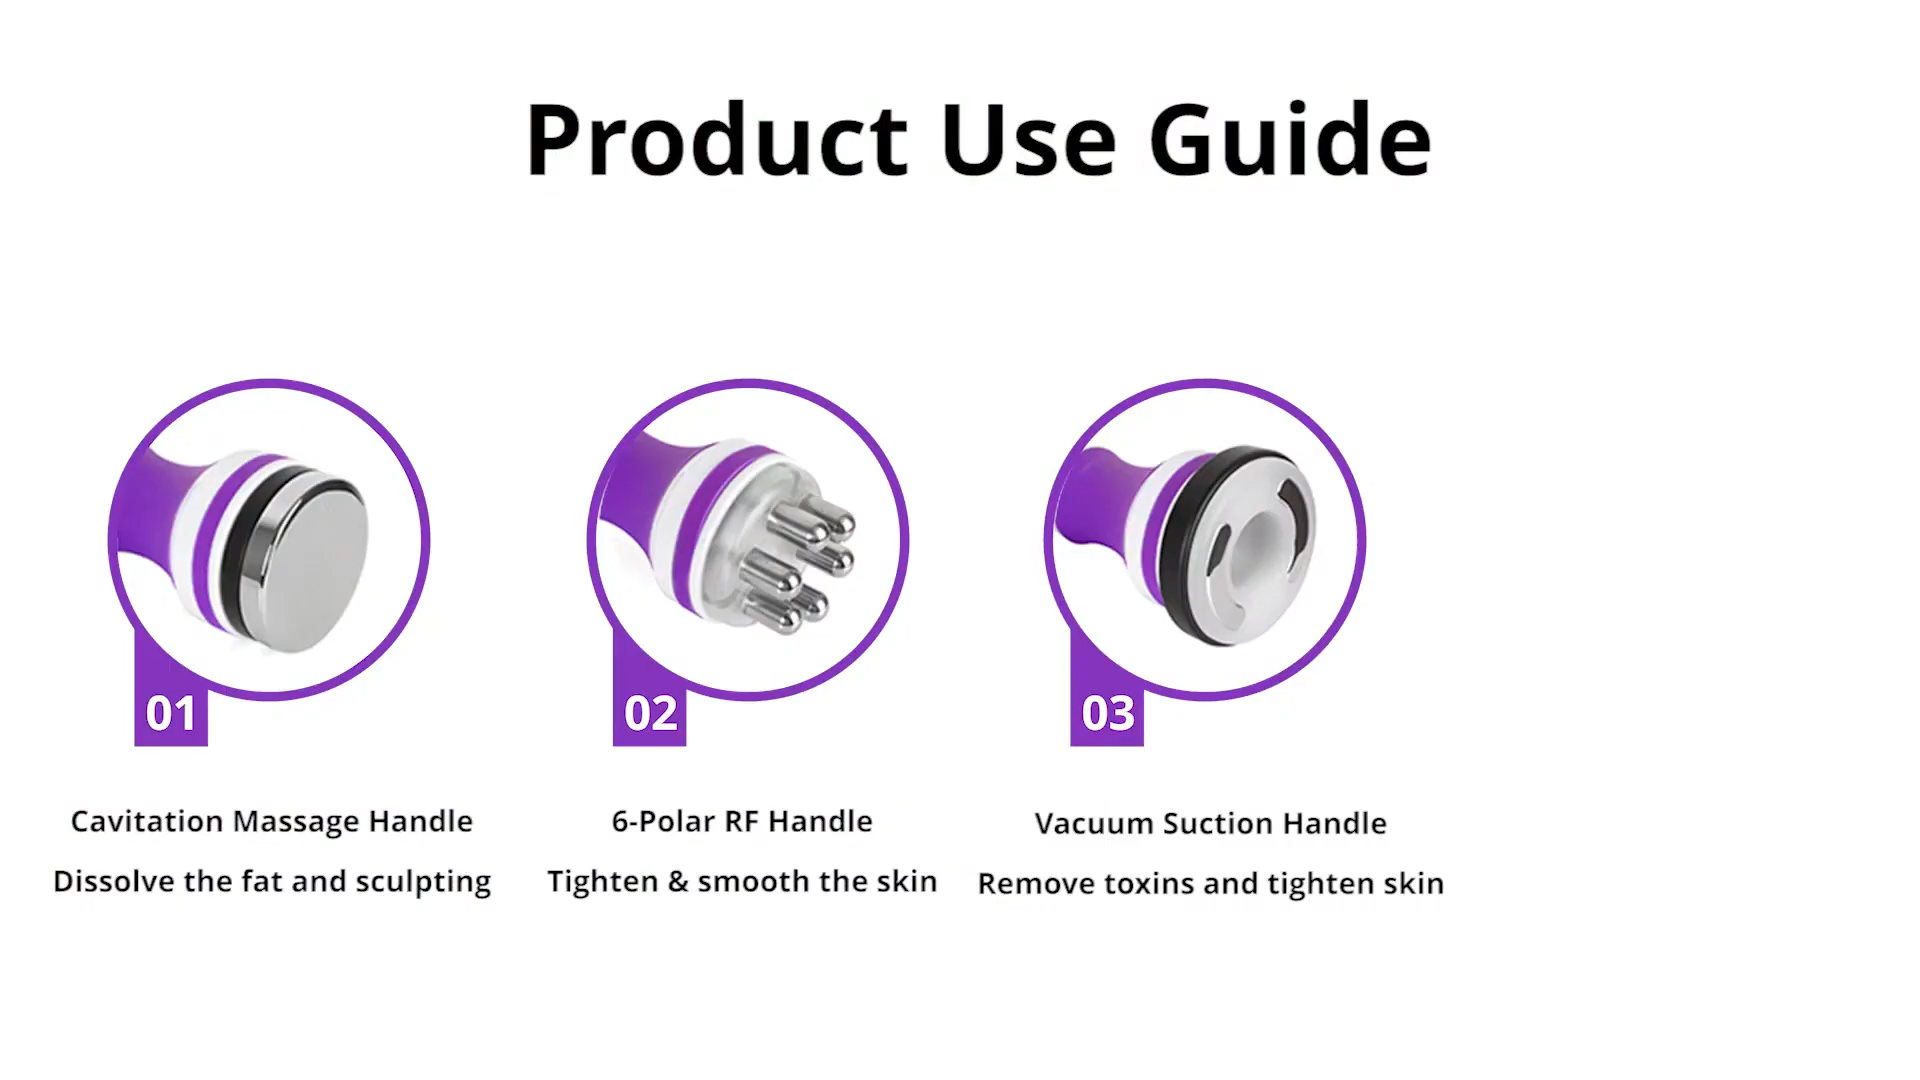 Product Use Guide
01
Cavitation Massage Handle
Dissolve the fat and sculpting
02
6-Polar RF Handle
Tighten & smooth the skin
03
Vacuum Suction Handle
Remove toxins and tighten skin